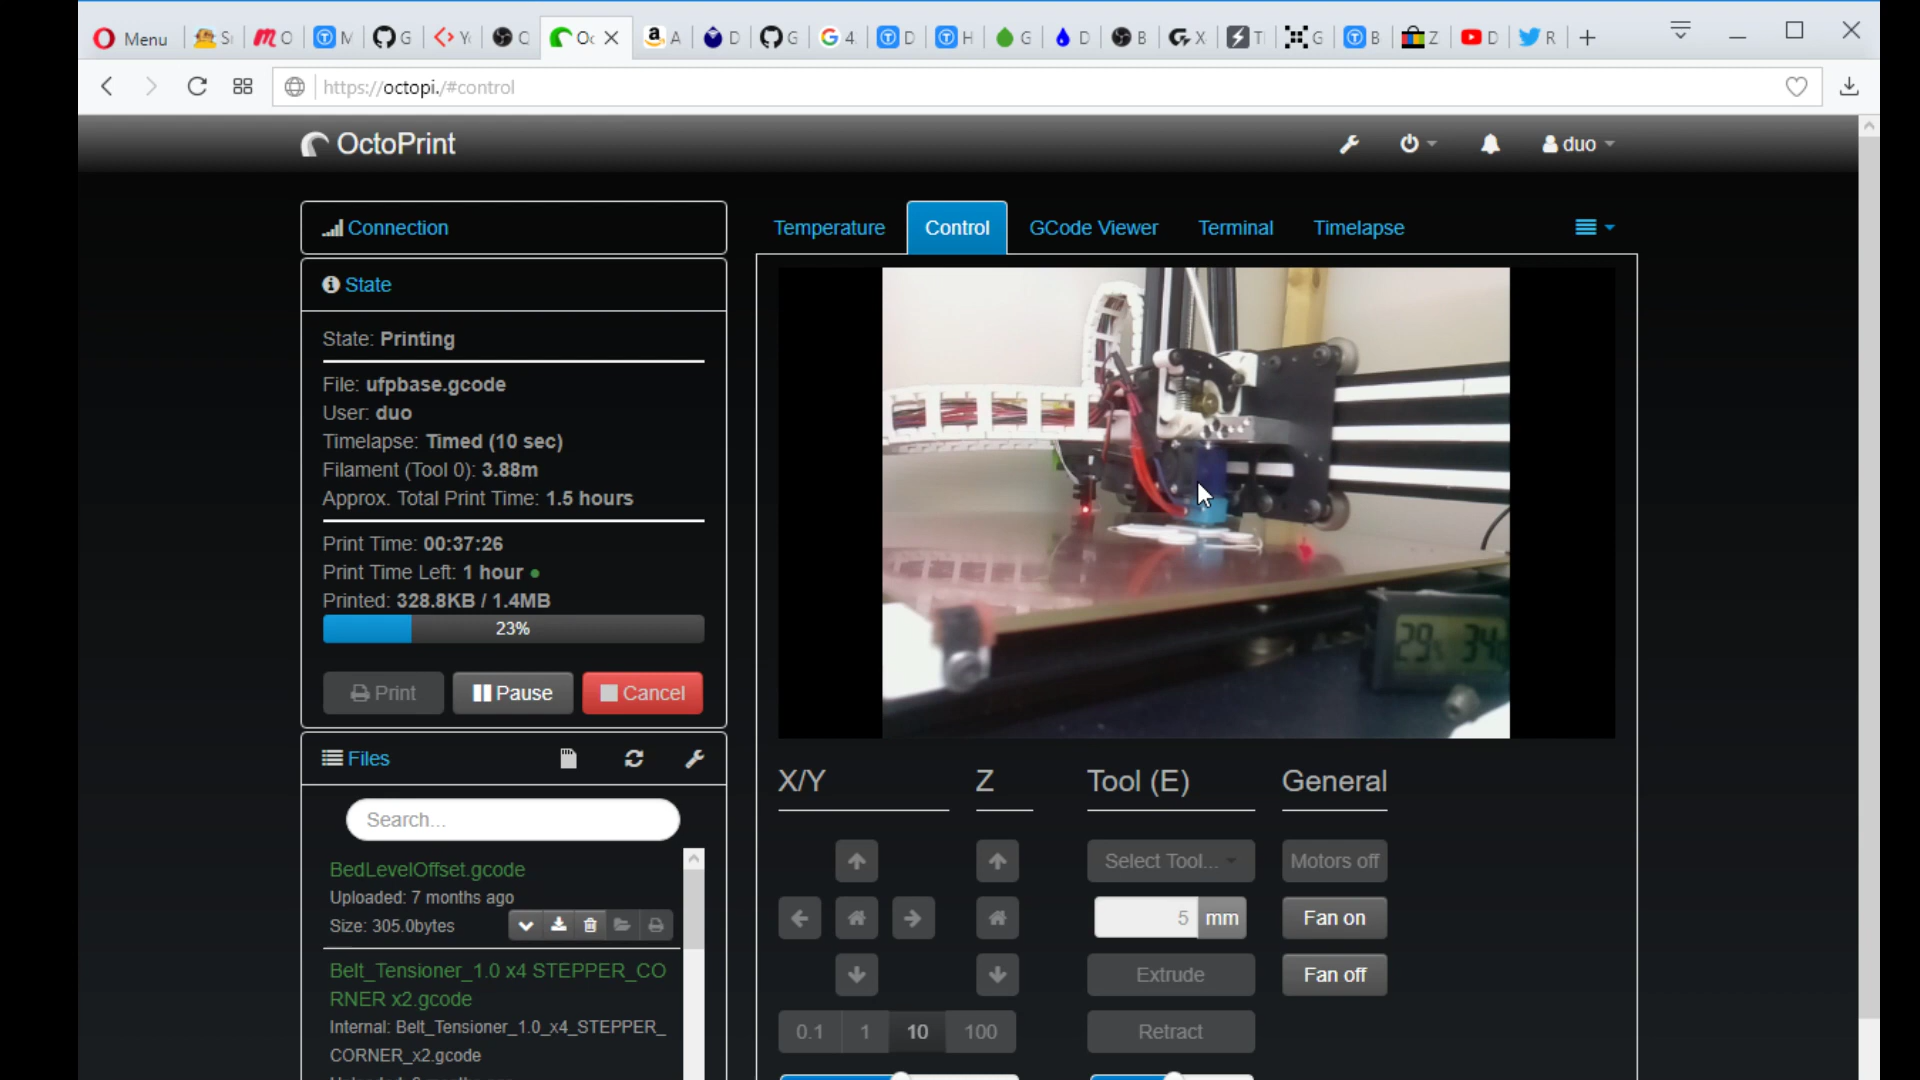 Menu
https://octopi./#control
OctoPrint
duo
Connection
State
State: Printing
File: ufpbase.gcode
User: duo
Timelapse: Timed (10 sec)
Filament (Tool 0): 3.88m
Approx. Total Print Time: 1.5 hours
Print Time: 00:37:26
Print Time Left: 1 hour
Printed: 328.8KB / 1.4MB
23%
Print
Pause
Cancel
Files
Search...
BedLevelOffset.gcode
Uploaded: 7 months ago
Size: 305.0bytes
Belt_Tensioner_1.0 x4 STEPPER_CO
RNER x2.gcode
Internal: Belt_Tensioner_1.0_x4_STEPPER_
CORNER_x2.gcode
Temperature
Control
GCode Viewer
Terminal
Timelapse
29 34
X/Y
Z
Tool (E)
General
Select Tool...
Motors off
5 mm
Fan on
Extrude
Fan off
0.1 1 10 100
Retract